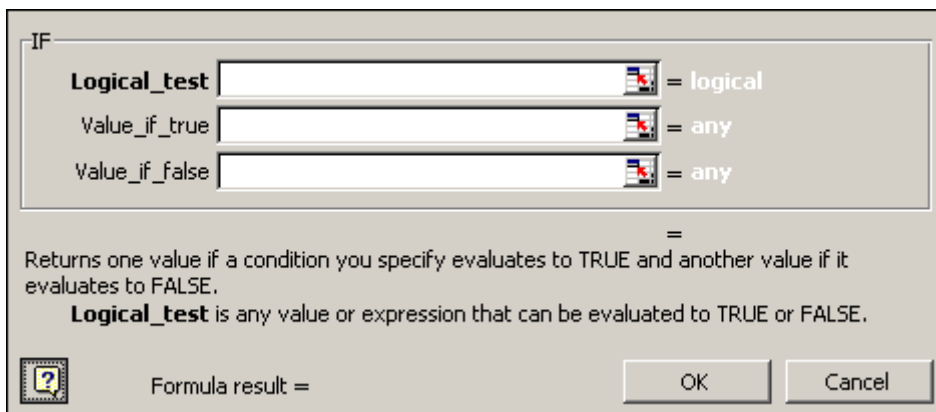 IF
Logical_test = logical
Value_if_true = any
Value_if_false = any
=
Returns one value if a condition you specify evaluates to TRUE and another value if it
evaluates to FALSE.
Logical_test is any value or expression that can be evaluated to TRUE or FALSE.
? Formula result = OK Cancel